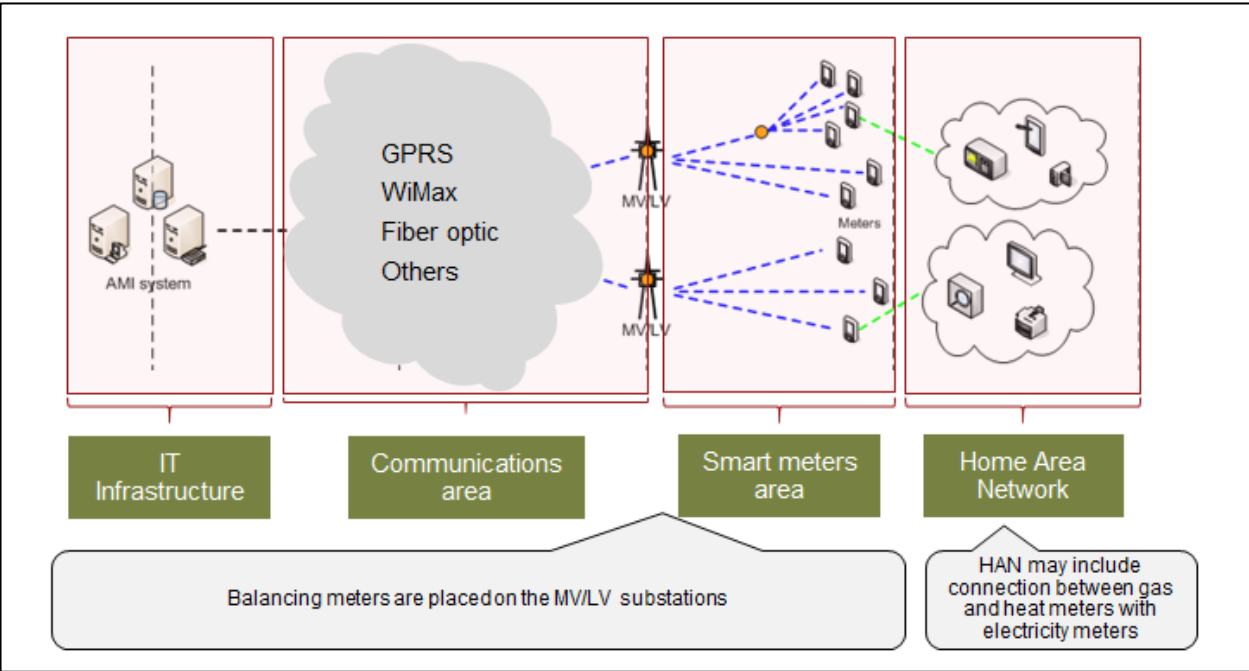 GPRS
WiMax
Fiber optic
Others
AMI system
MV/LV
MV/LV
Meters
IT
Infrastructure
Communications
area
Smart meters
area
Home Area
Network
Balancing meters are placed on the MV/LV substations
HAN may include
connection between gas
and heat meters with
electricity meters